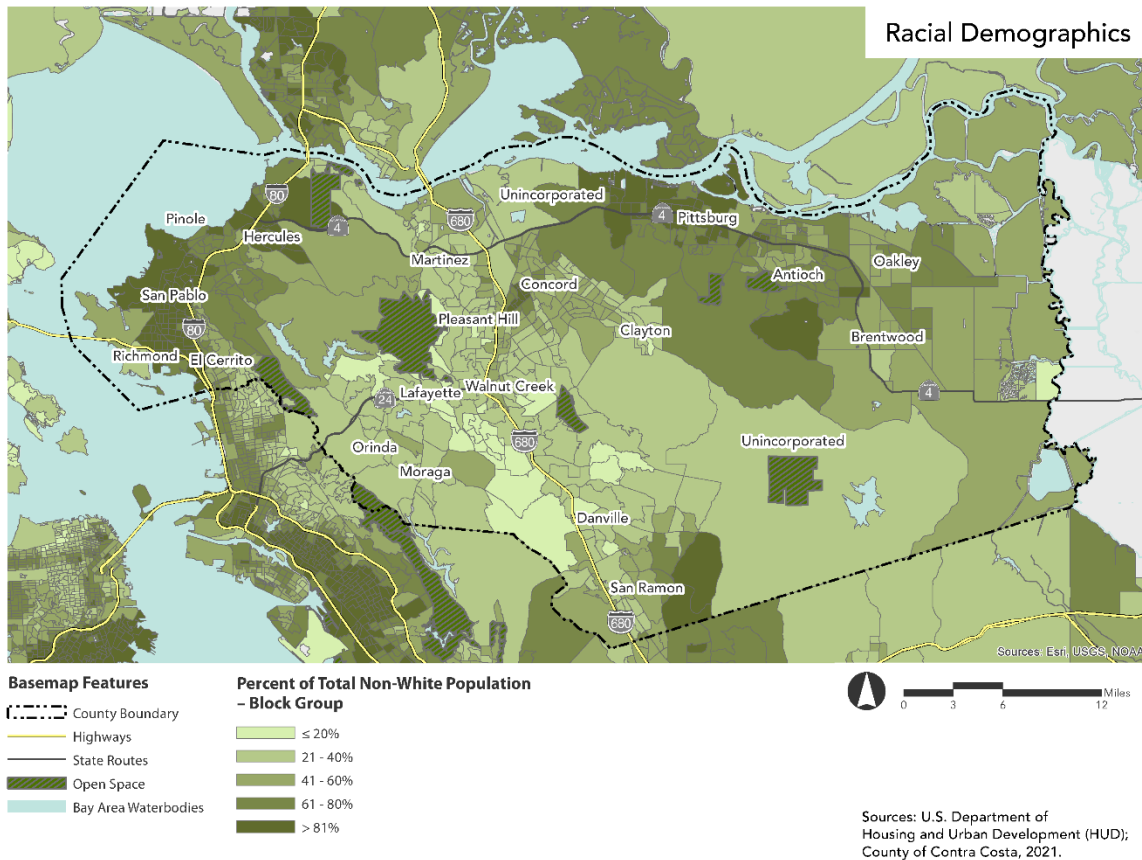 Racial Demographics
80
Unincorporated
680
Pinole
4
Pittsburg
Hercules
4
Martinez
Oakley
Antioch
Concord
San Pablo
80
Pleasant Hill
Clayton
Brentwood
Richmond
El Cerrito
Walnut Creek
Lafayette
24
4
680
Orinda
Unincorporated
Moraga
Danville
San Ramon
680
Sources: Esri, USGS, NOAA
Basemap Features
County Boundary
Highways
State Routes
Open Space
Bay Area Waterbodies
Percent of Total Non-White Population
– Block Group
≤ 20%
21 - 40%
41 - 60%
61 - 80%
> 81%
0 3 6 12 Miles
Sources: U.S. Department of
Housing and Urban Development (HUD);
County of Contra Costa, 2021.